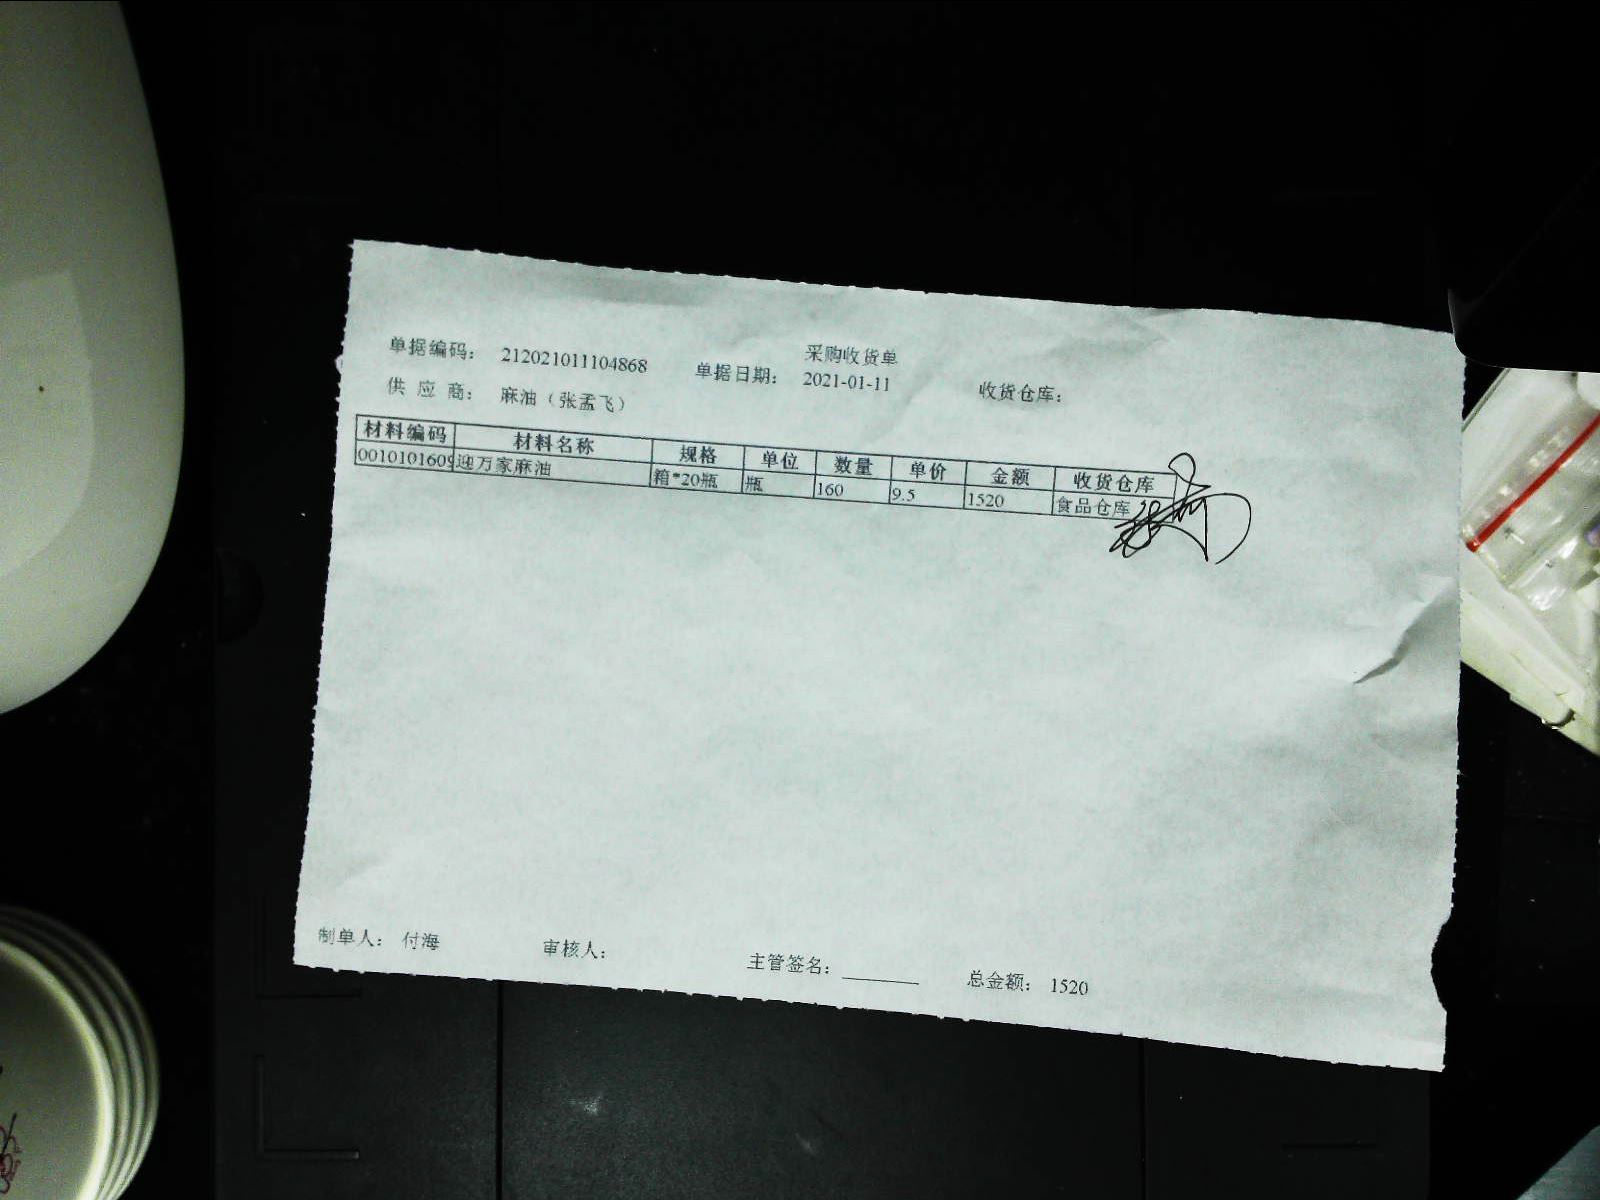 采购收货单
单据编码： 212021011104868 单据日期： 2021-01-11 收货仓库：
供 应 商： 麻油（张孟飞）
材料编码 材料名称 规格 单位 数量 单价 金额 收货仓库
0010101609 迎万家麻油 箱*20瓶 瓶 160 9.5 1520 食品仓库
制单人： 付海 审核人： 主管签名： 总金额： 1520